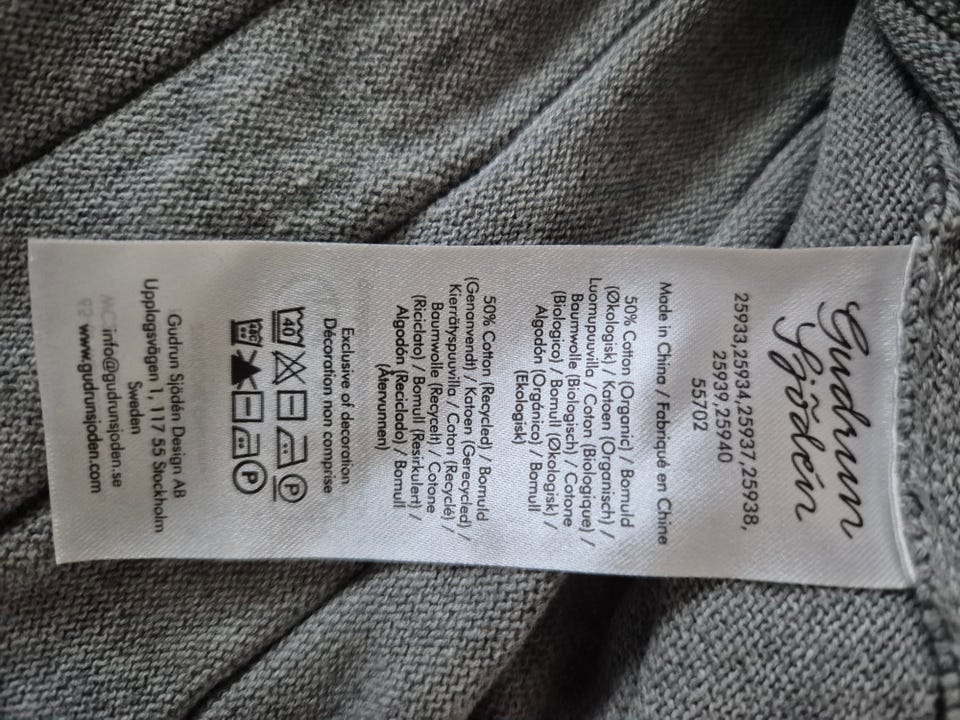 Gudrun
Sjödén
25933,25934,25937,25938,
25939,25940
55702
Made in China / Fabriqué en Chine
50% Cotton (Organic) / Bomuld
(Økologisk) / Katoen (Organisch) /
Luomupuuvilla / Coton (Biologique) /
Baumwolle (Biologisch) / Cotone
(Biologico) / Bomull (Økologisk) /
Algodón (Orgánico) / Bomull
(Ekologisk)
50% Cotton (Recycled) / Bomuld
(Genanvendt) / Katoen (Gerecycled) /
Kierrätyspuuvilla / Coton (Recyclé) /
Baumwolle (Recycelt) / Cotone
(Riciclato) / Bomull (Resirkulert) /
Algodón (Reciclado) / Bomull
(Återvunnen)
Exclusive of decoration
Décoration non comprise
40 P
P
Gudrun Sjödén Design AB
Upplogsvägen 1, 117 55 Stockholm
Sweden
info@gudrunsjoden.se
www.gudrunsjoden.com